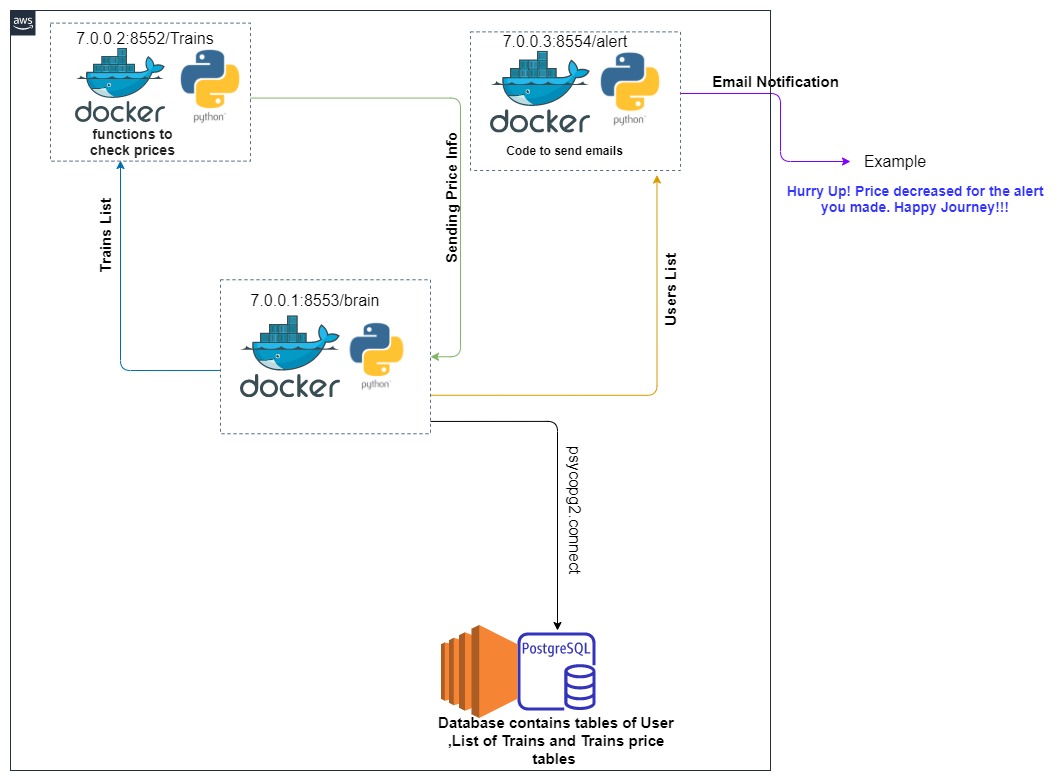 aws
7.0.0.2:8552/Trains
docker
python
functions to
check prices
7.0.0.3:8554/alert
docker
python
Code to send emails
Email Notification
Example
Hurry Up! Price decreased for the alert
you made. Happy Journey!!!
Trains List
Sending Price Info
Users List
7.0.0.1:8553/brain
docker
python
psycopg2.connect
PostgreSQL
Database contains tables of User
,List of Trains and Trains price
tables